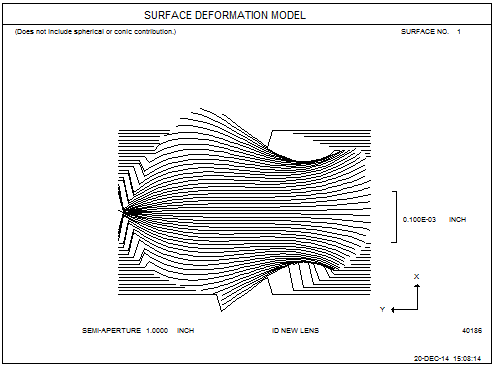 SURFACE DEFORMATION MODEL
(Does not include spherical or conic contribution.) SURFACE NO. 1
0.100E-03 INCH
X
Y
SEMI-APERTURE 1.0000 INCH ID NEW LENS 40186
20-DEC-14 15:08:14